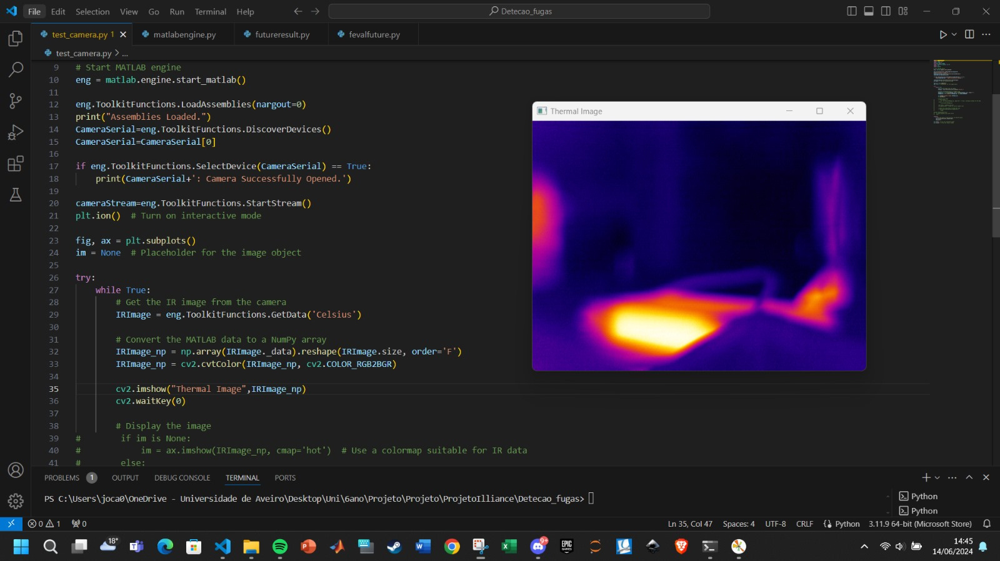 File Edit Selection View Go Run Terminal Help
Detecao_fugas
test_camera.py 1
matlabengine.py
futureresult.py
fevalfuture.py
test_camera.py > ...
9 # Start MATLAB engine
10 eng = matlab.engine.start_matlab()
11
12 eng.ToolkitFunctions.LoadAssemblies(nargout=0)
13 print("Assemblies Loaded.")
14 CameraSerial=eng.ToolkitFunctions.DiscoverDevices()
15 CameraSerial=CameraSerial[0]
16
17 if eng.ToolkitFunctions.SelectDevice(CameraSerial) == True:
18     print(CameraSerial+': Camera Successfully Opened.')
19
20 cameraStream=eng.ToolkitFunctions.StartStream()
21 plt.ion()  # Turn on interactive mode
22
23 fig, ax = plt.subplots()
24 im = None  # Placeholder for the image object
25
26 try:
27     while True:
28         # Get the IR image from the camera
29         IRImage = eng.ToolkitFunctions.GetData('Celsius')
30
31         # Convert the MATLAB data to a NumPy array
32         IRImage_np = np.array(IRImage._data).reshape(IRImage.size, order='F')
33         IRImage_np = cv2.cvtColor(IRImage_np, cv2.COLOR_RGB2BGR)
34
35         cv2.imshow("Thermal Image",IRImage_np)
36         cv2.waitKey(0)
37
38         # Display the image
39 #        if im is None:
40 #            im = ax.imshow(IRImage_np, cmap='hot')  # Use a colormap suitable for IR data
41 #        else:
Thermal Image
PROBLEMS 1 OUTPUT DEBUG CONSOLE TERMINAL PORTS
PS C:\Users\joca0\OneDrive - Universidade de Aveiro\Desktop\Uni\6ano\Projeto\Projeto\ProjetoIlliance\Detecao_fugas>
Python
Python
0 1 0
Ln 35, Col 47 Spaces: 4 UTF-8 CRLF Python 3.11.9 64-bit (Microsoft Store)
18°
9+
EPIC GAMES
14:45
14/06/2024